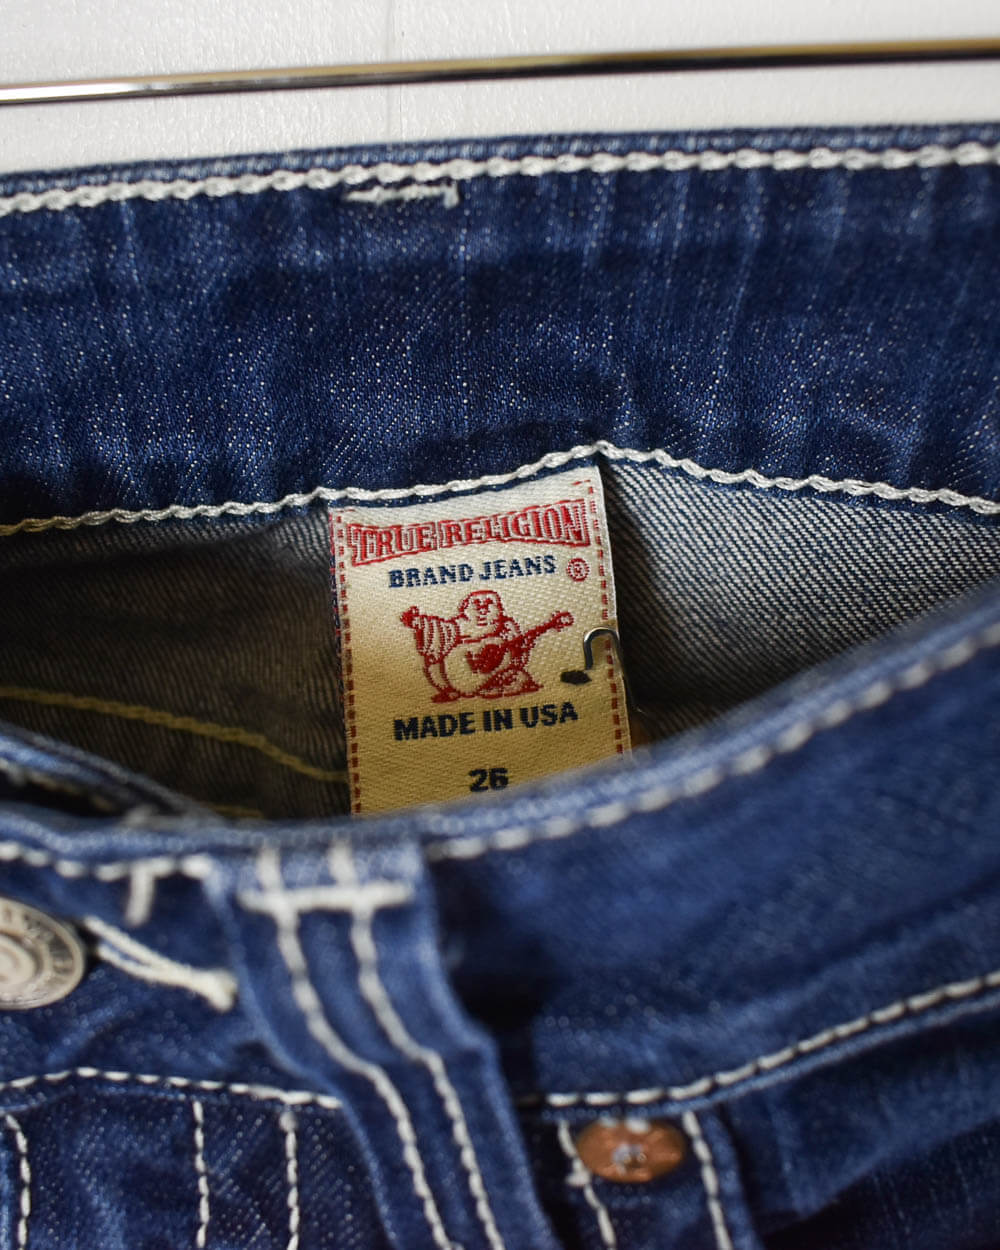 TRUE RELIGION
BRAND JEANS ®
MADE IN USA
26